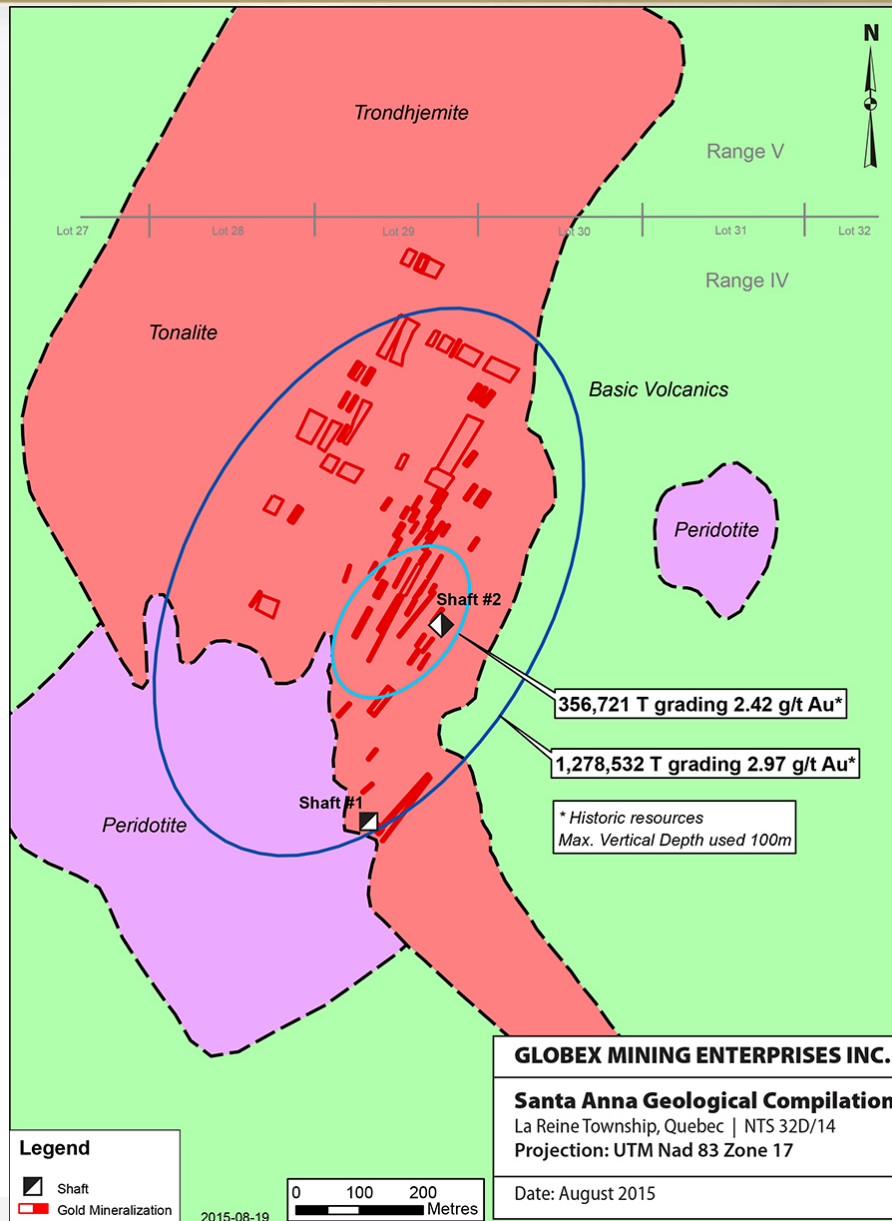 N
Trondhjemite
Range V
Lot 27
Lot 28
Lot 29
Lot 30
Lot 31
Lot 32
Range IV
Tonalite
Basic Volcanics
Peridotite
Shaft #2
356,721 T grading 2.42 g/t Au*
1,278,532 T grading 2.97 g/t Au*
Shaft #1
* Historic resources
Max. Vertical Depth used 100m
Peridotite
GLOBEX MINING ENTERPRISES INC.
Santa Anna Geological Compilation
La Reine Township, Quebec | NTS 32D/14
Projection: UTM Nad 83 Zone 17
Date: August 2015
Legend
Shaft
Gold Mineralization
2015-08-19
0 100 200
Metres